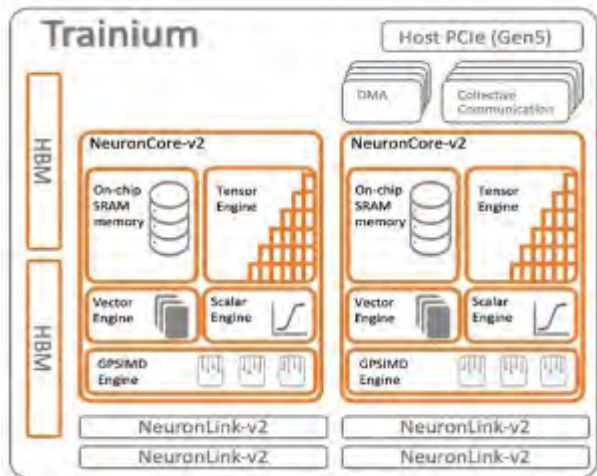 Trainium
Host PCIe (Gen5)
DMA
Collective
Communication
HBM
HBM
NeuronCore-v2
On-chip
SRAM
memory
Tensor
Engine
Vector
Engine
Scalar
Engine
GPSIMD
Engine
NeuronCore-v2
On-chip
SRAM
memory
Tensor
Engine
Vector
Engine
Scalar
Engine
GPSIMD
Engine
NeuronLink-v2
NeuronLink-v2
NeuronLink-v2
NeuronLink-v2